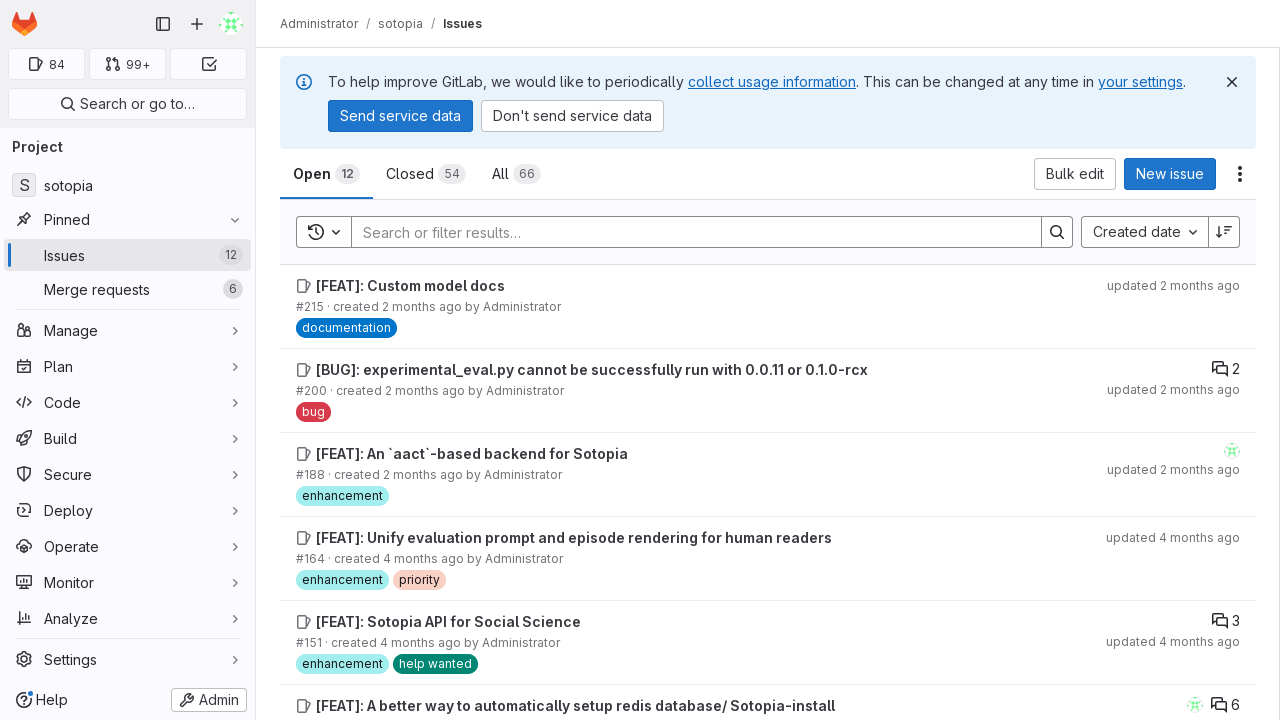 84
99+
Search or go to…
Project
S sotopia
Pinned
Issues 12
Merge requests 6
Manage
Plan
Code
Build
Secure
Deploy
Operate
Monitor
Analyze
Settings
Help
Admin
Administrator / sotopia / Issues
To help improve GitLab, we would like to periodically collect usage information. This can be changed at any time in your settings.
Send service data Don't send service data
Open 12 Closed 54 All 66 Bulk edit New issue
Search or filter results… Created date
[FEAT]: Custom model docs updated 2 months ago
#215 · created 2 months ago by Administrator
documentation
[BUG]: experimental_eval.py cannot be successfully run with 0.0.11 or 0.1.0-rcx 2
#200 · created 2 months ago by Administrator updated 2 months ago
bug
[FEAT]: An `aact`-based backend for Sotopia
#188 · created 2 months ago by Administrator updated 2 months ago
enhancement
[FEAT]: Unify evaluation prompt and episode rendering for human readers updated 4 months ago
#164 · created 4 months ago by Administrator
enhancement priority
[FEAT]: Sotopia API for Social Science 3
#151 · created 4 months ago by Administrator updated 4 months ago
enhancement help wanted
[FEAT]: A better way to automatically setup redis database/ Sotopia-install 6